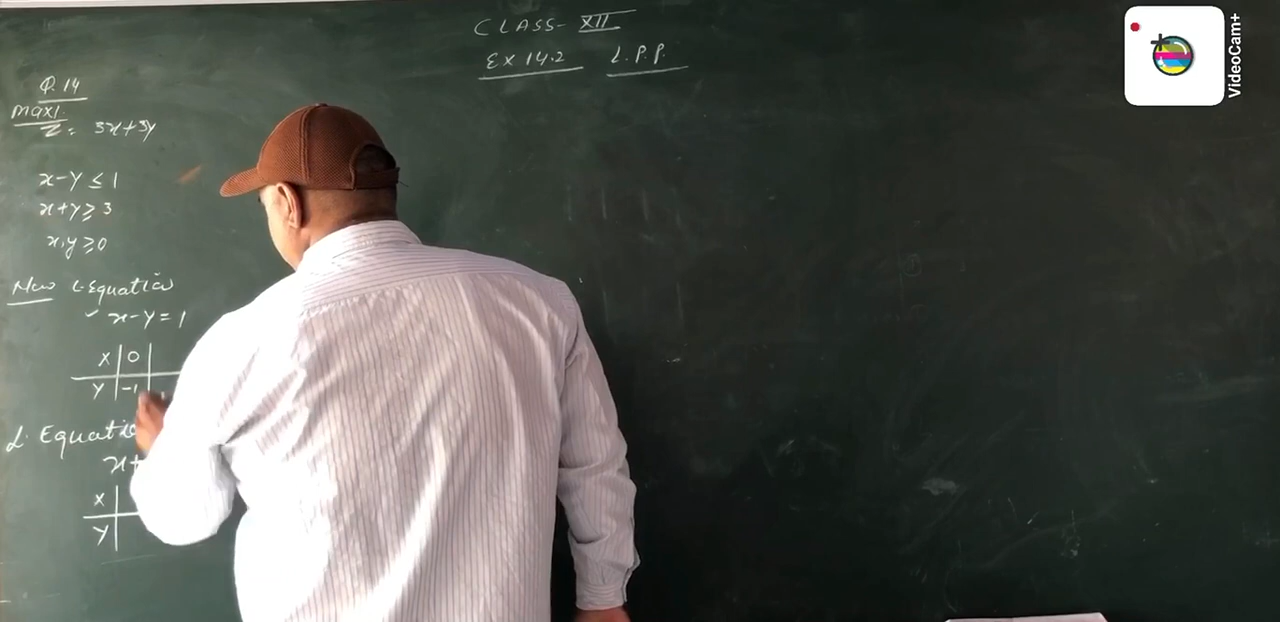 CLASS - XII
EX 14.2 L.P.P.
Q.14
Maxi.
Z = 3x+3y
x-y ≤ 1
x+y ≥ 3
x,y ≥ 0
Now L-Equation
✓ x-y = 1
x | 0 |
y | -1 |
L. Equatio
x+
x |
y |
VideoCam+